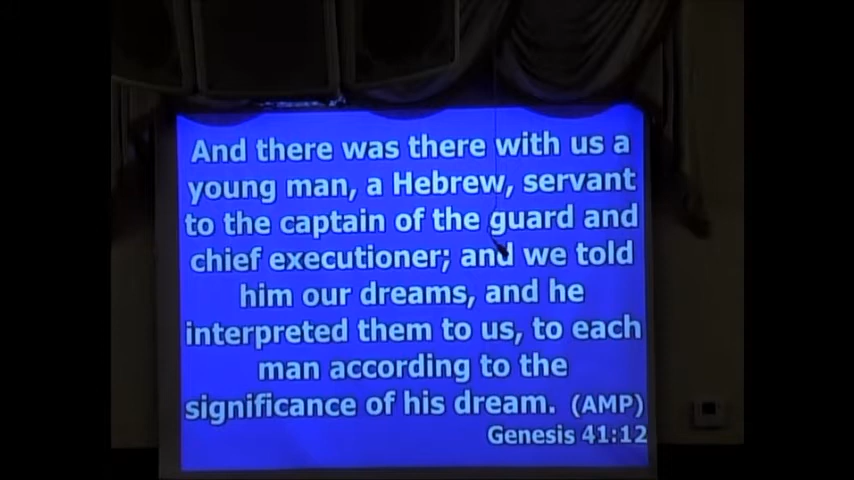 And there was there with us a
young man, a Hebrew, servant
to the captain of the guard and
chief executioner; and we told
him our dreams, and he
interpreted them to us, to each
man according to the
significance of his dream. (AMP)
Genesis 41:12